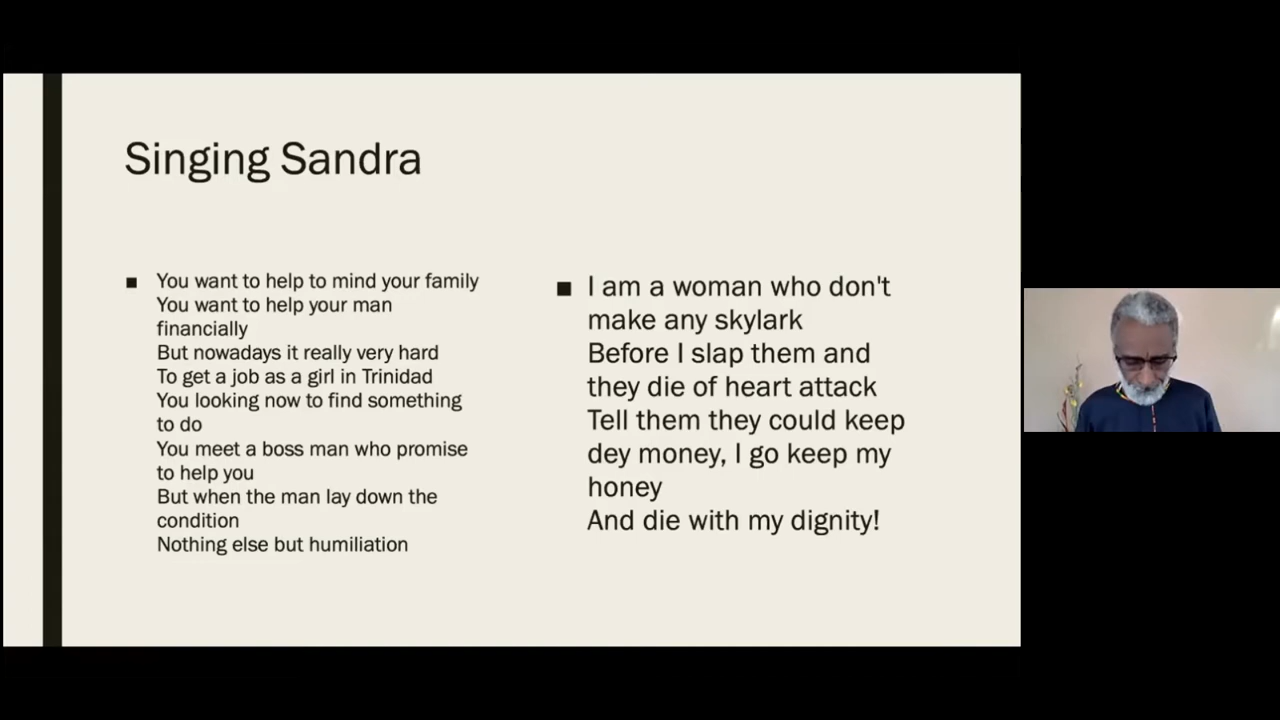 Singing Sandra
You want to help to mind your family
You want to help your man
financially
But nowadays it really very hard
To get a job as a girl in Trinidad
You looking now to find something
to do
You meet a boss man who promise
to help you
But when the man lay down the
condition
Nothing else but humiliation
I am a woman who don't
make any skylark
Before I slap them and
they die of heart attack
Tell them they could keep
dey money, I go keep my
honey
And die with my dignity!